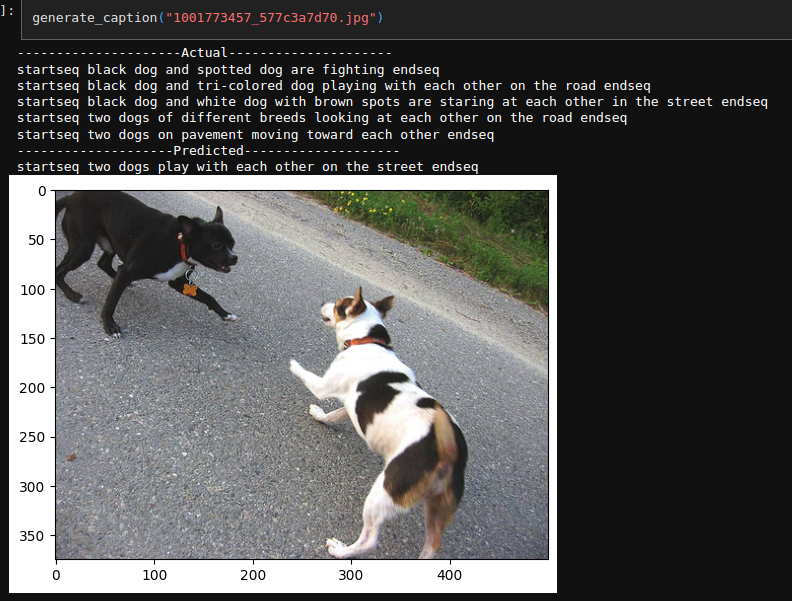 ]:
generate_caption("1001773457_577c3a7d70.jpg")
---------------------Actual---------------------
startseq black dog and spotted dog are fighting endseq
startseq black dog and tri-colored dog playing with each other on the road endseq
startseq black dog and white dog with brown spots are staring at each other in the street endseq
startseq two dogs of different breeds looking at each other on the road endseq
startseq two dogs on pavement moving toward each other endseq
--------------------Predicted--------------------
startseq two dogs play with each other on the street endseq
0
50
100
150
200
250
300
350
0 100 200 300 400